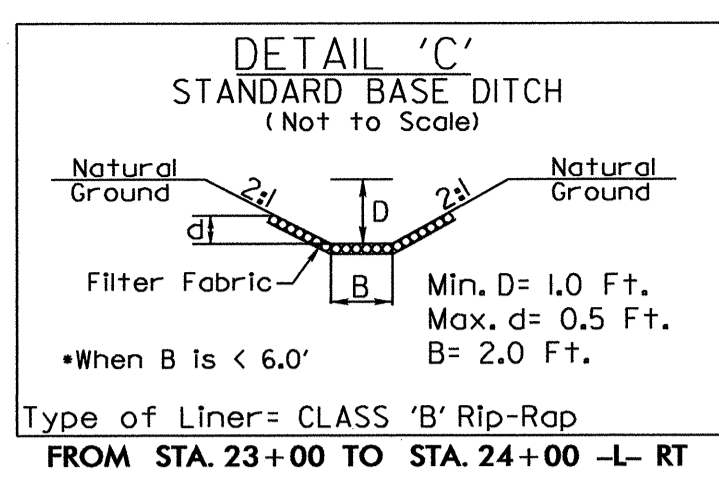 DETAIL 'C'
STANDARD BASE DITCH
(Not to Scale)
Natural
Ground
2:1
D
2:1
Natural
Ground
d
Filter Fabric
B
Min. D= 1.0 Ft.
Max. d= 0.5 Ft.
B= 2.0 Ft.
*When B is < 6.0'
Type of Liner= CLASS 'B' Rip-Rap
FROM STA. 23+00 TO STA. 24+00 -L- RT